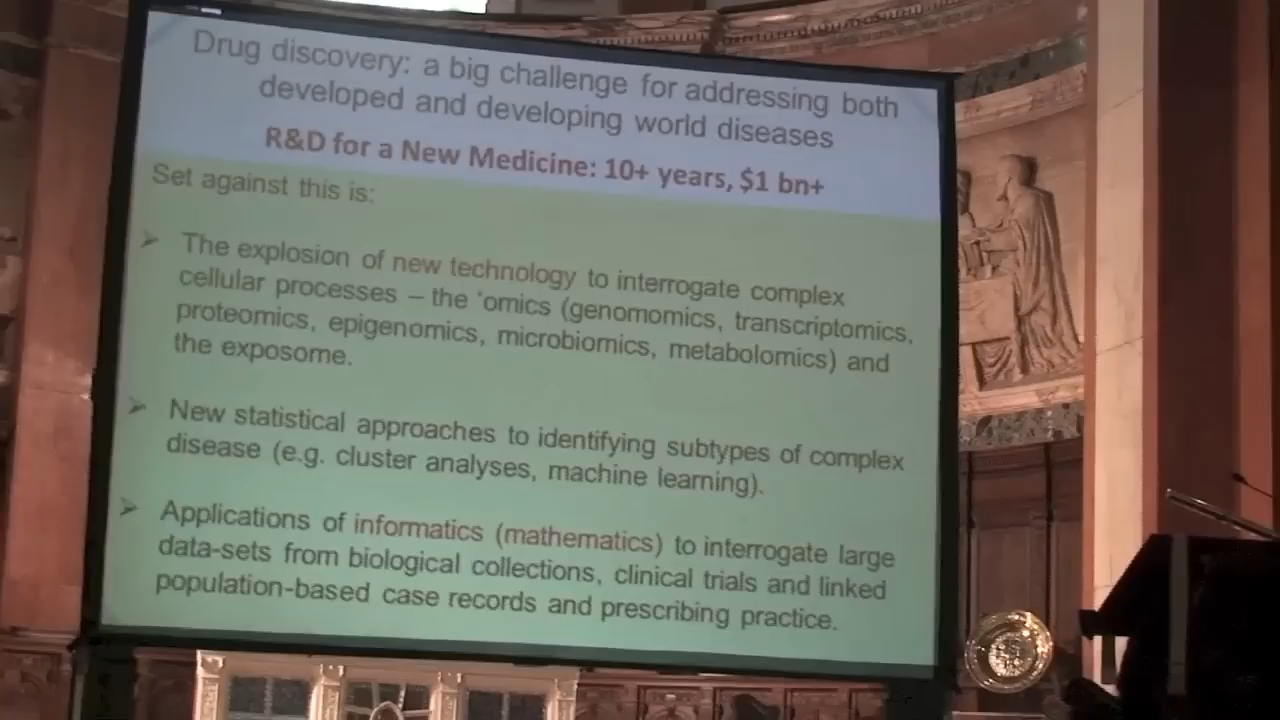 Drug discovery: a big challenge for addressing both
developed and developing world diseases
R&D for a New Medicine: 10+ years, $1 bn+
Set against this is:
➢ The explosion of new technology to interrogate complex
cellular processes – the 'omics (genomomics, transcriptomics,
proteomics, epigenomics, microbiomics, metabolomics) and
the exposome.
➢ New statistical approaches to identifying subtypes of complex
disease (e.g. cluster analyses, machine learning).
➢ Applications of informatics (mathematics) to interrogate large
data-sets from biological collections, clinical trials and linked
population-based case records and prescribing practice.